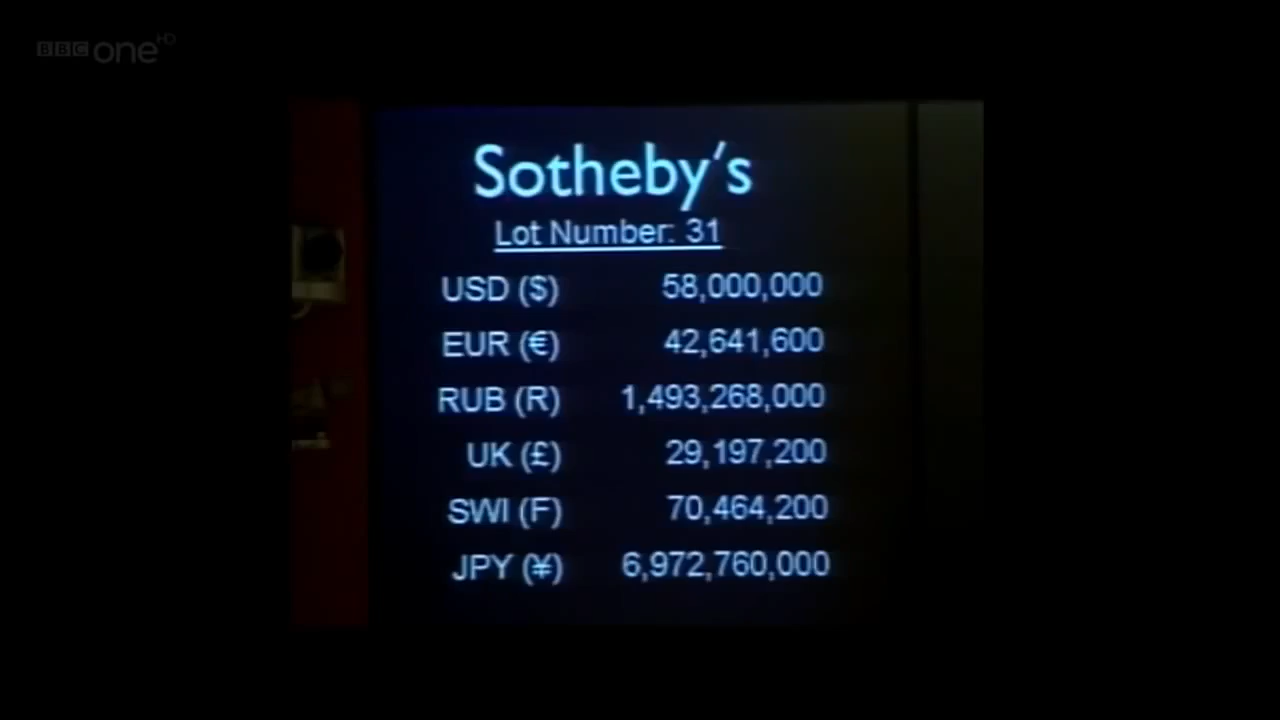 BBC one HD
Sotheby's
Lot Number: 31
USD ($) 58,000,000
EUR (€) 42,641,600
RUB (R) 1,493,268,000
UK (£) 29,197,200
SWI (F) 70,464,200
JPY (¥) 6,972,760,000